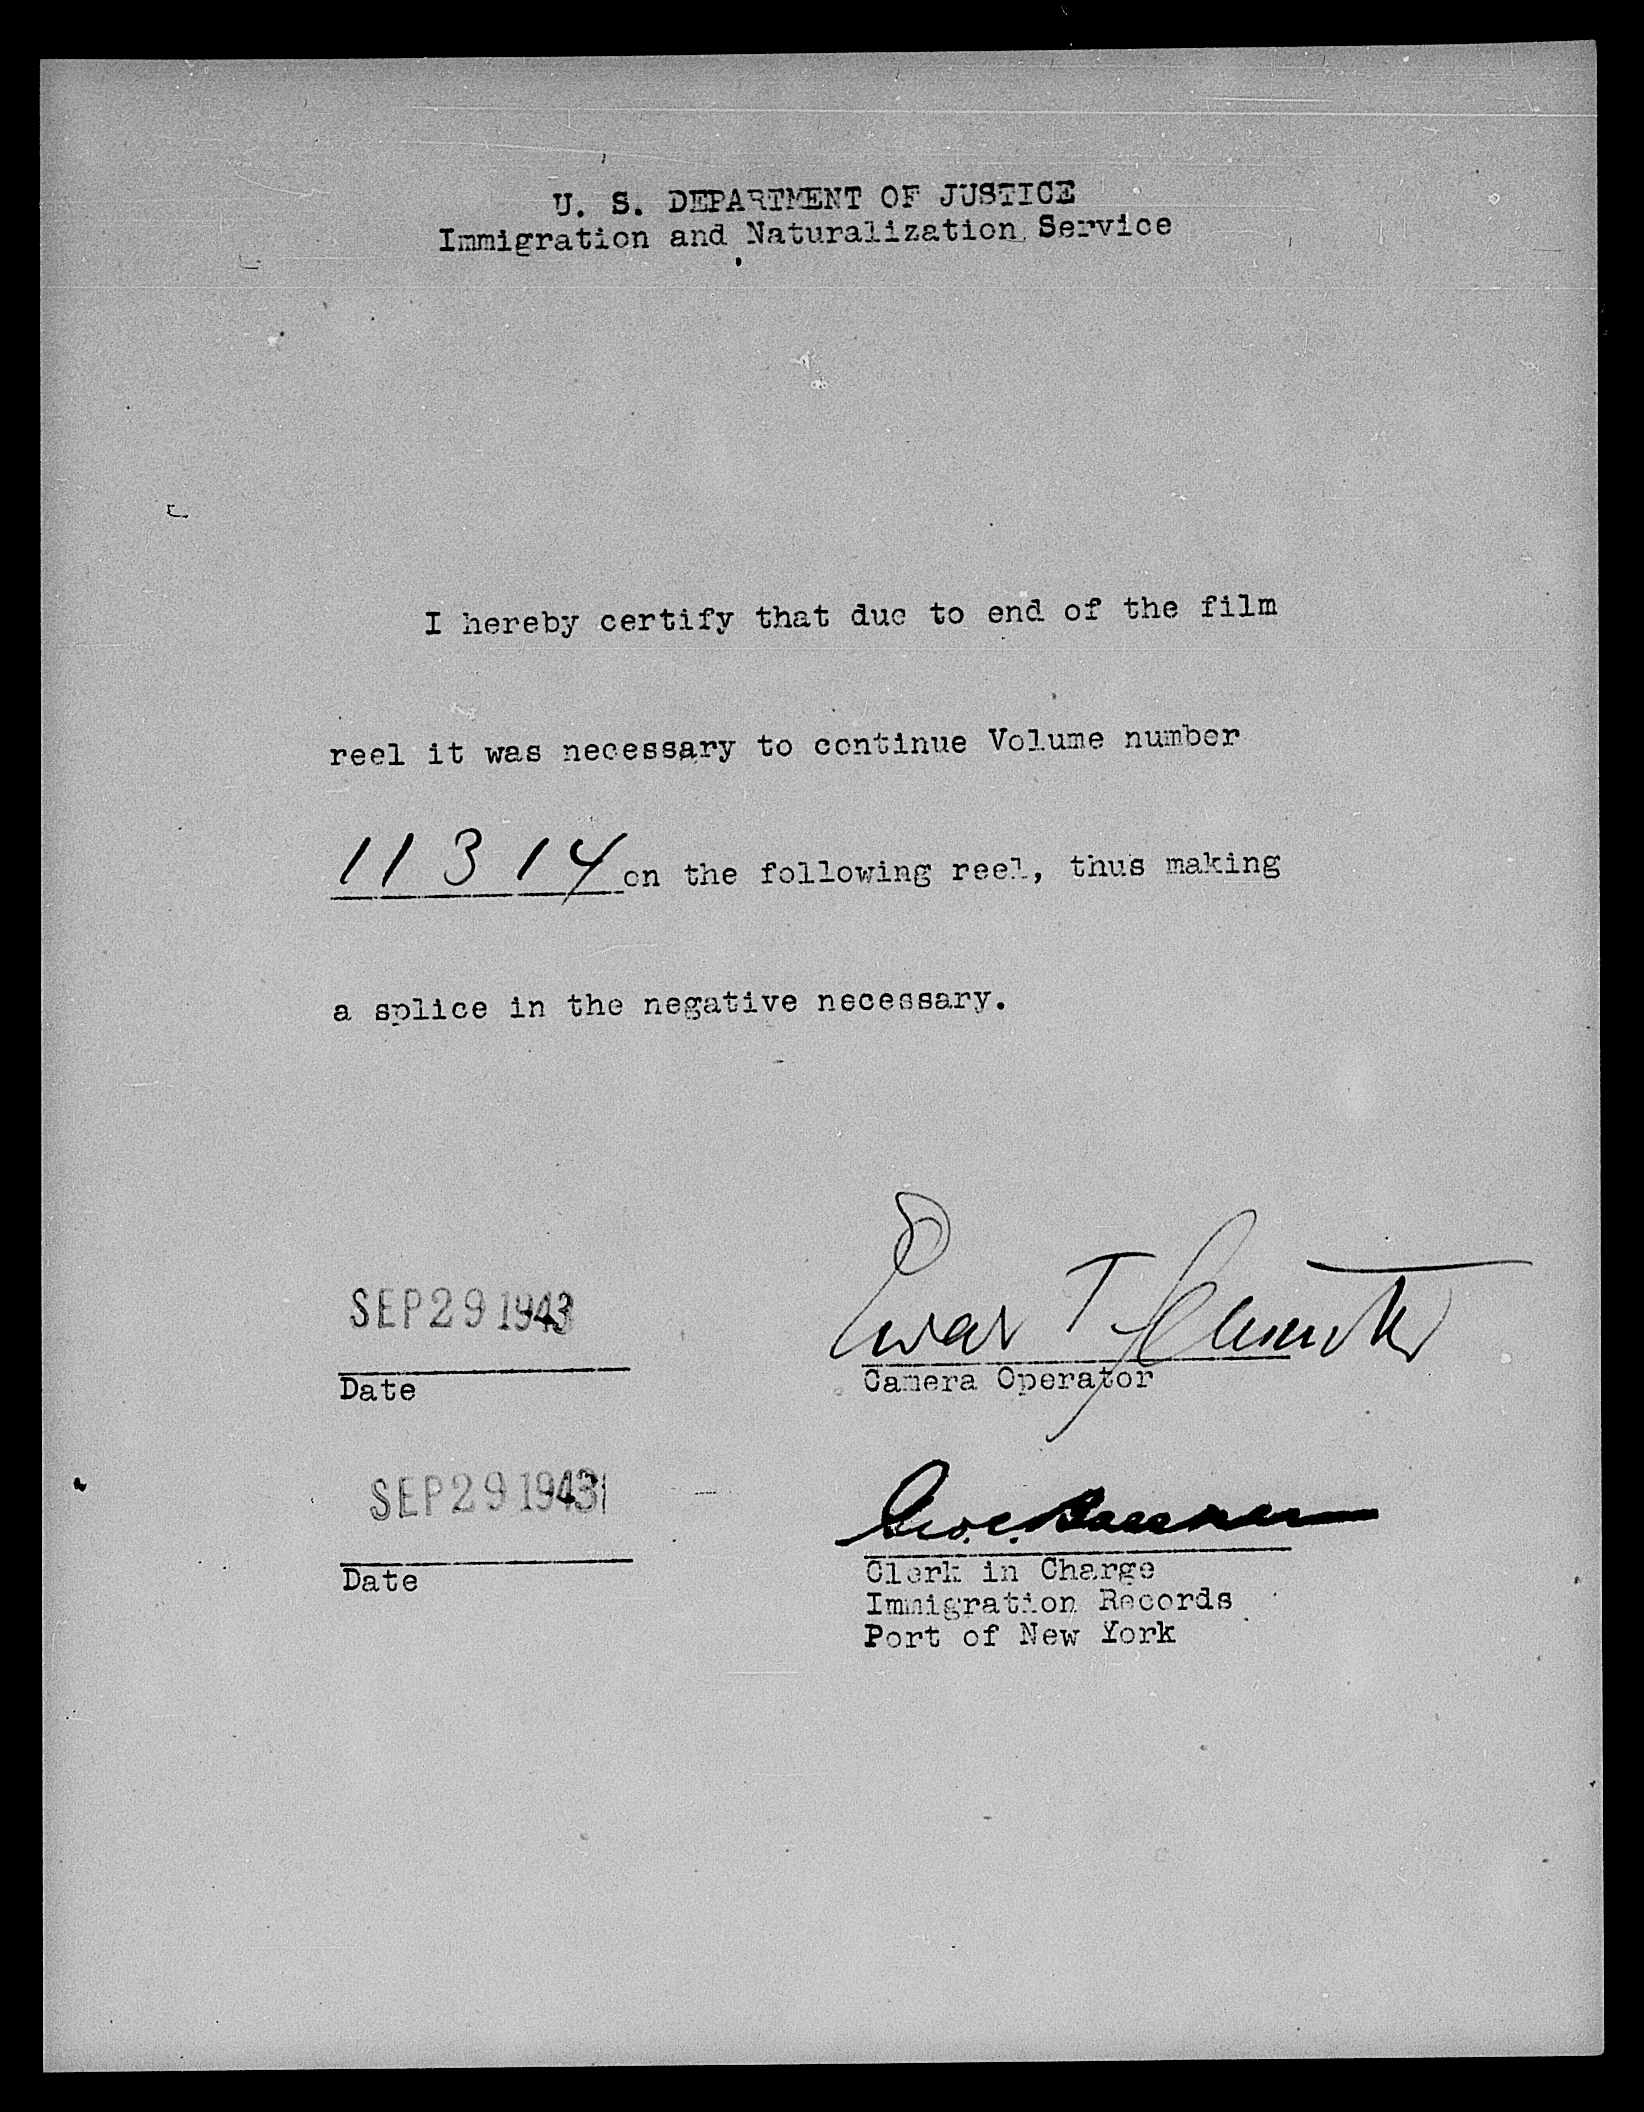 U. S. DEPARTMENT OF JUSTICE
Immigration and Naturalization Service
I hereby certify that due to end of the film
reel it was necessary to continue Volume number
11314 on the following reel, thus making
a splice in the negative necessary.
SEP 29 1943
Date
T
Camera Operator
SEP 29 1943
Date
Geo. C.
Clerk in Charge
Immigration Records
Port of New York